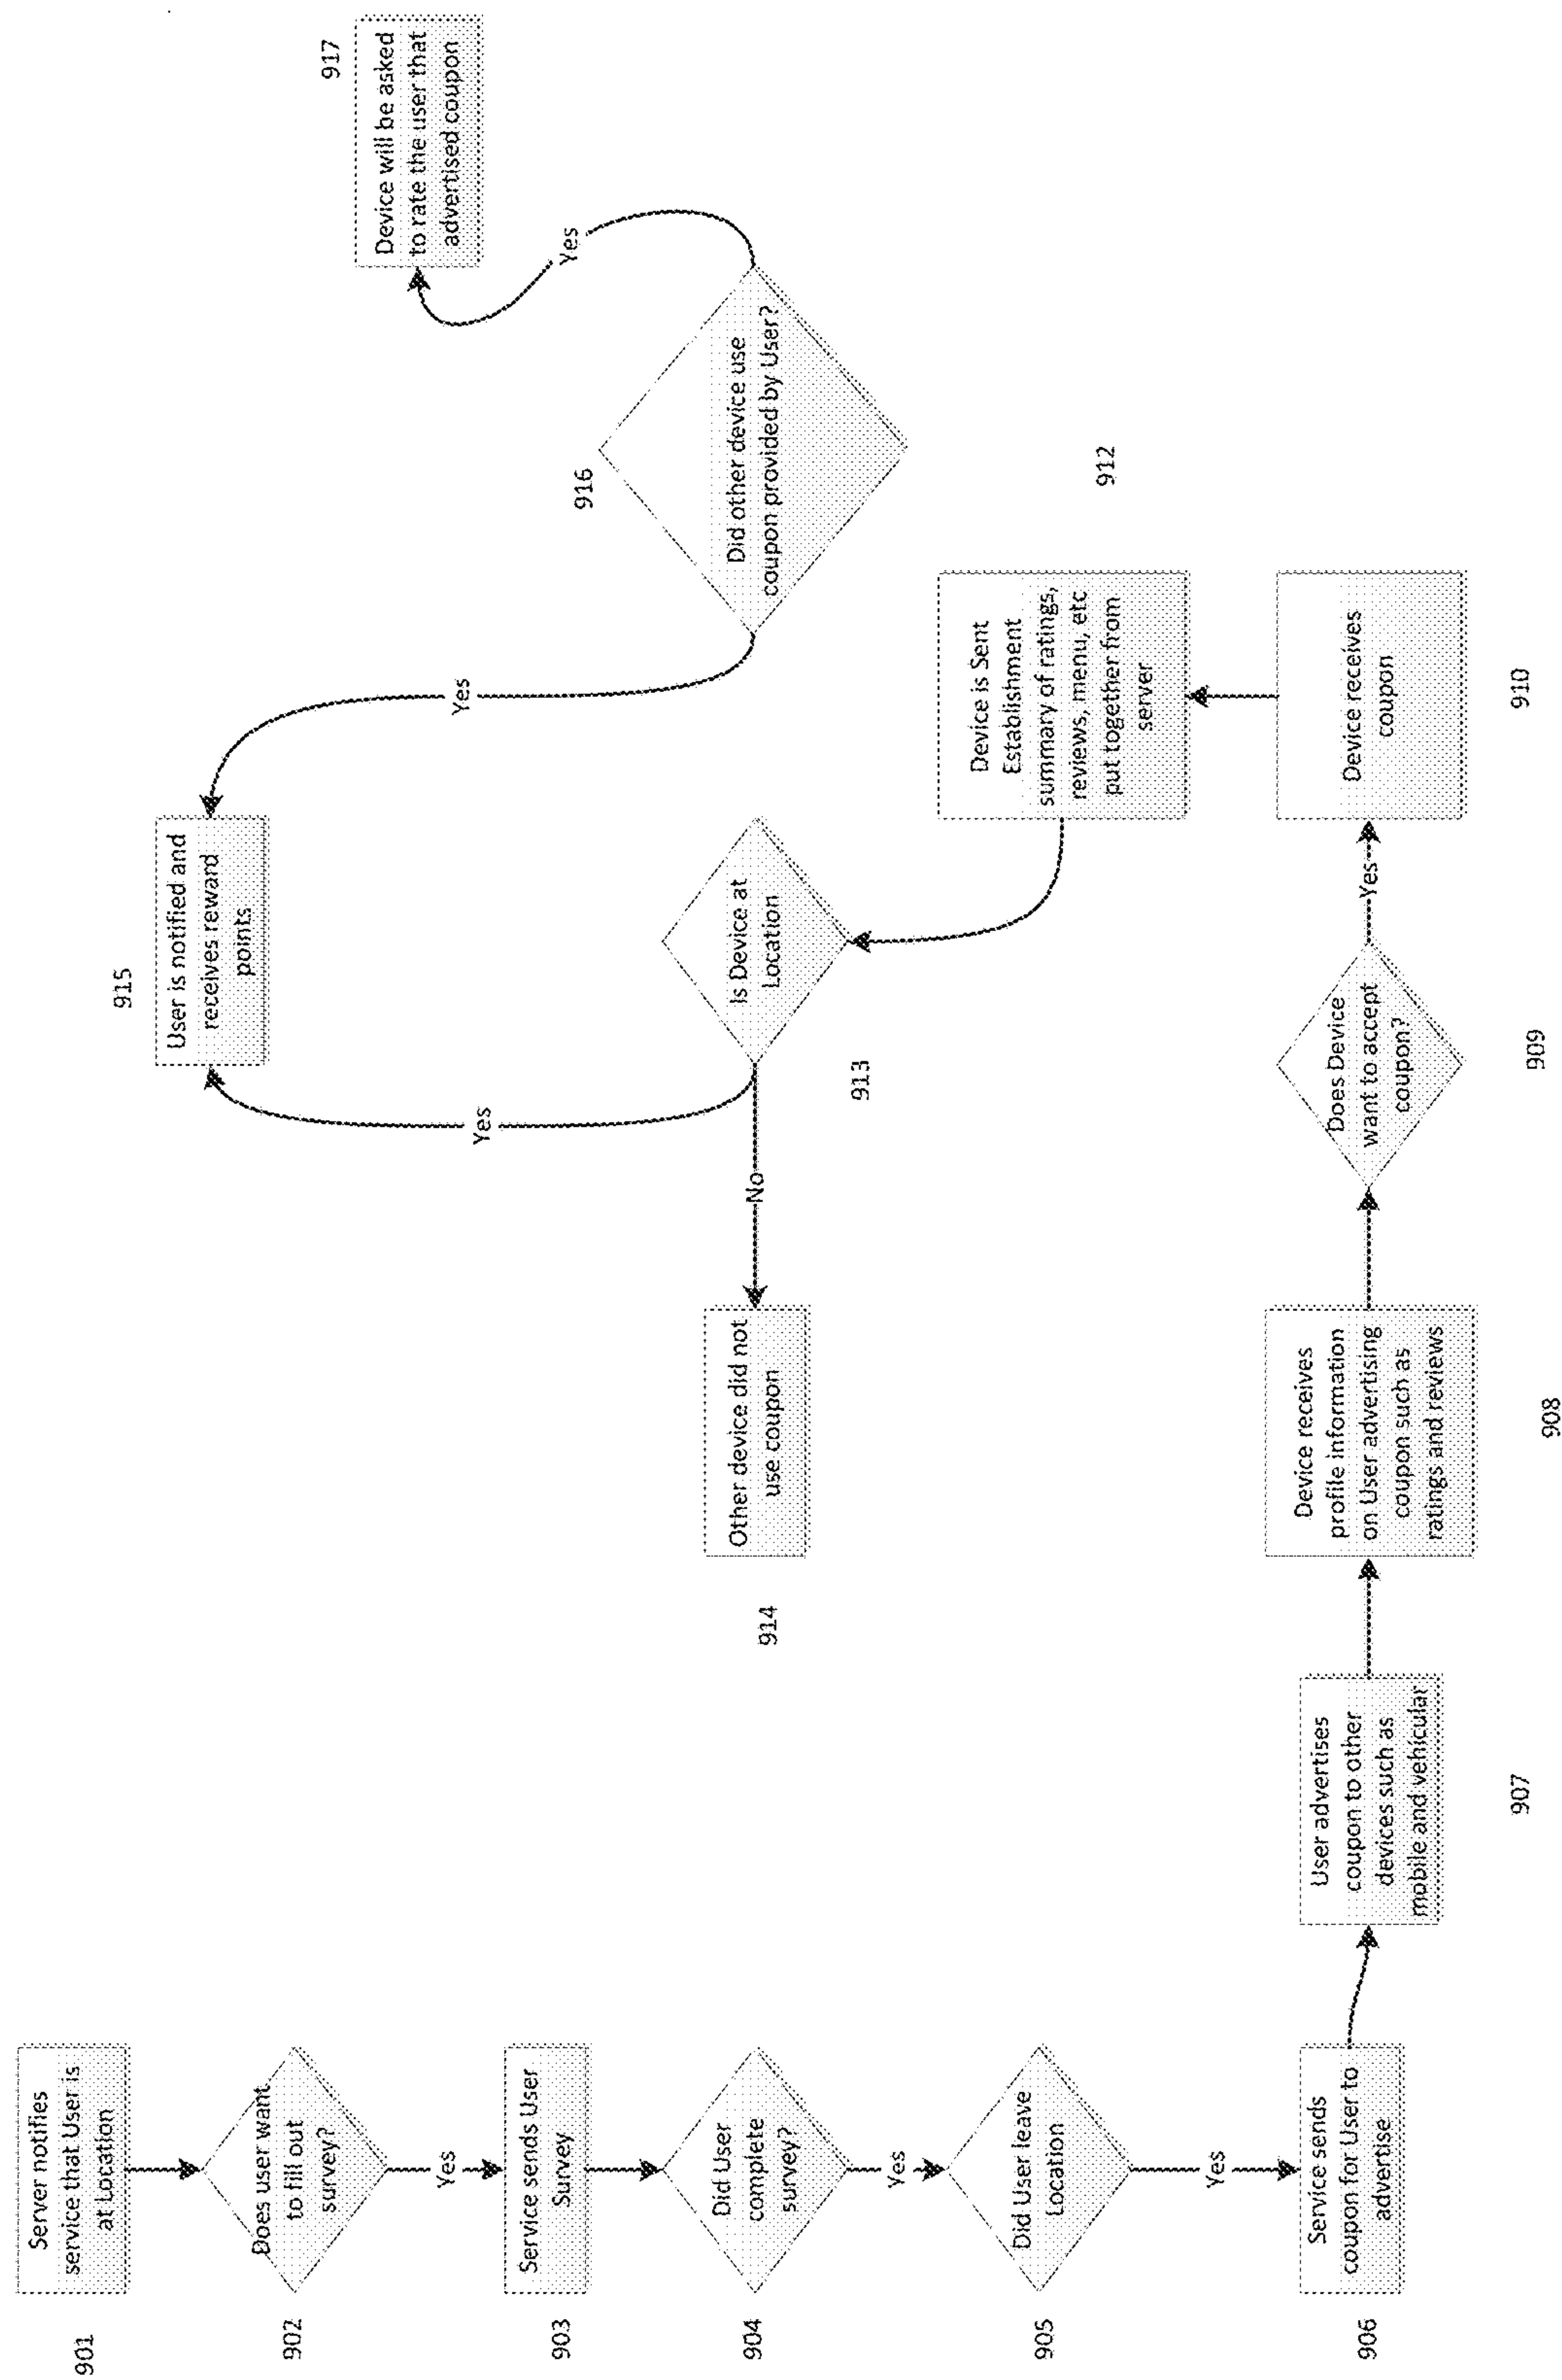 901
Server notifies
service that User is
at Location
902
Does user want
to fill out
survey?
Yes
903
Service sends User
Survey
904
Did User
complete
survey?
Yes
905
Did User leave
Location
Yes
906
Service sends
coupon for User to
advertise
907
User advertises
coupon to other
devices such as
mobile and vehicular
908
Device receives
profile information
on User advertising
coupon such as
ratings and reviews
909
Does Device
want to accept
coupon?
Yes
910
Device receives
coupon
912
Device is Sent
Establishment
summary of ratings,
reviews, menu, etc
put together from
server
913
Is Device at
Location
No
914
Other device did not
use coupon
Yes
915
User is notified and
receives reward
points
Yes
916
Did other device use
coupon provided by User?
Yes
917
Device will be asked
to rate the user that
advertised coupon